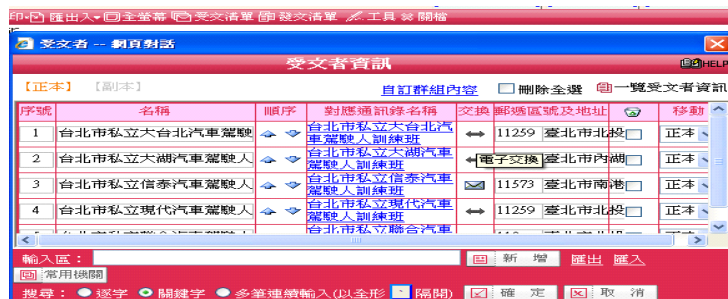 印 匯出入 全螢幕 受文清單 發文清單 工具 關檔
受文者 -- 網頁對話
受文者資訊 HELP
【正本】 【副本】 自訂群組內容 刪除全選 一覽受文者資訊
序號 名稱 順序 對應通訊錄名稱 交換 郵遞區號及地址 移動
1 台北市私立大台北汽車駕駛 台北市私立大台北汽車駕駛人訓練班 11259 臺北市北投 正本
2 台北市私立大湖汽車駕駛人 台北市私立大湖汽車駕駛人訓練班 電子交換 臺北市內湖 正本
3 台北市私立信泰汽車駕駛人 台北市私立信泰汽車駕駛人訓練班 11573 臺北市南港 正本
4 台北市私立現代汽車駕駛人 台北市私立現代汽車駕駛人訓練班 11259 臺北市北投 正本
台北市私立聯合汽車
輸入區： 新 增 匯出 匯入
常用機關
搜尋： 逐字 關鍵字 多筆連續輸入(以全形 隔開) 確 定 取 消